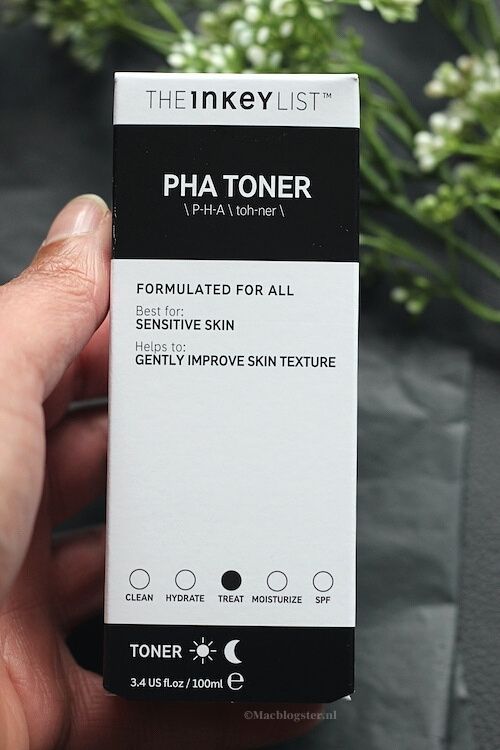 THE INKEY LIST™
PHA TONER
\ P-H-A \ toh-ner \
FORMULATED FOR ALL
Best for:
SENSITIVE SKIN
Helps to:
GENTLY IMPROVE SKIN TEXTURE
CLEAN HYDRATE TREAT MOISTURIZE SPF
TONER
3.4 US fl.oz / 100ml ℮
©Macblogster.nl